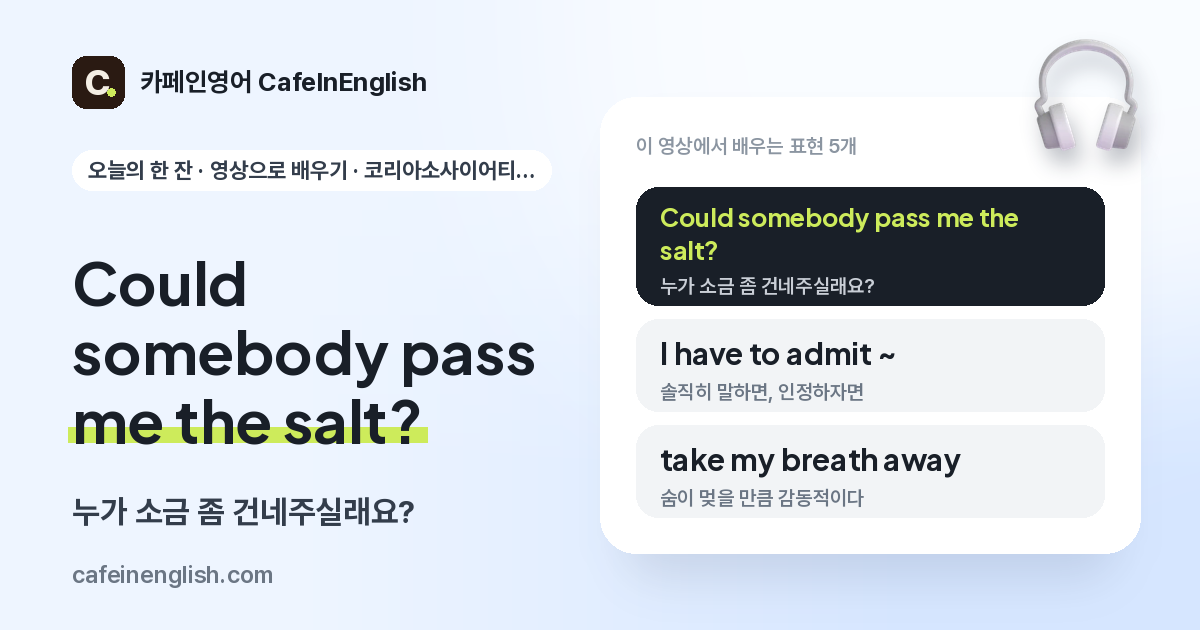 C
카페인영어 CafeInEnglish
오늘의 한 잔 · 영상으로 배우기 · 코리아소사이어티...
Could
somebody pass
me the salt?
누가 소금 좀 건네주실래요?
cafeinenglish.com
이 영상에서 배우는 표현 5개
Could somebody pass me the
salt?
누가 소금 좀 건네주실래요?
I have to admit ~
솔직히 말하면, 인정하자면
take my breath away
숨이 멎을 만큼 감동적이다